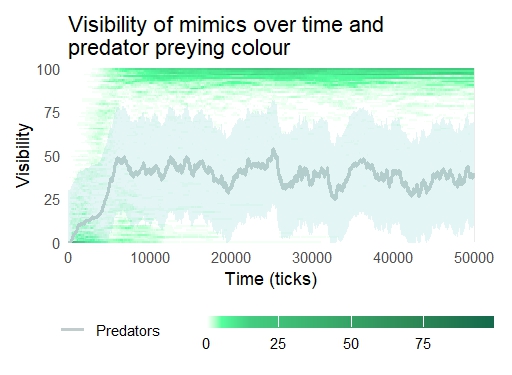 Visibility of mimics over time and
predator preying colour
100
75
50
25
0
Visibility
0 10000 20000 30000 40000 50000
Time (ticks)
Predators
0 25 50 75